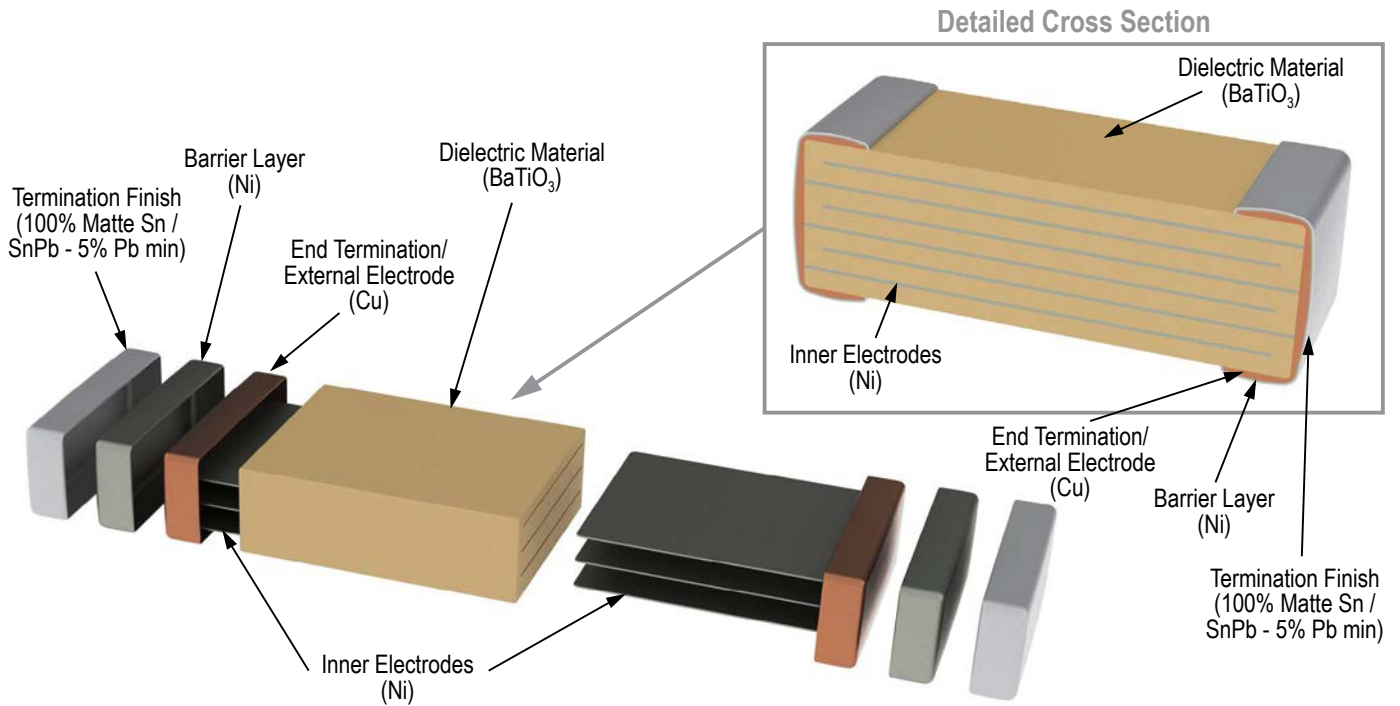 Detailed Cross Section
Dielectric Material
(BaTiO₃)
Inner Electrodes
(Ni)
End Termination/
External Electrode
(Cu)
Barrier Layer
(Ni)
Termination Finish
(100% Matte Sn /
SnPb - 5% Pb min)
Termination Finish
(100% Matte Sn /
SnPb - 5% Pb min)
Barrier Layer
(Ni)
End Termination/
External Electrode
(Cu)
Dielectric Material
(BaTiO₃)
Inner Electrodes
(Ni)